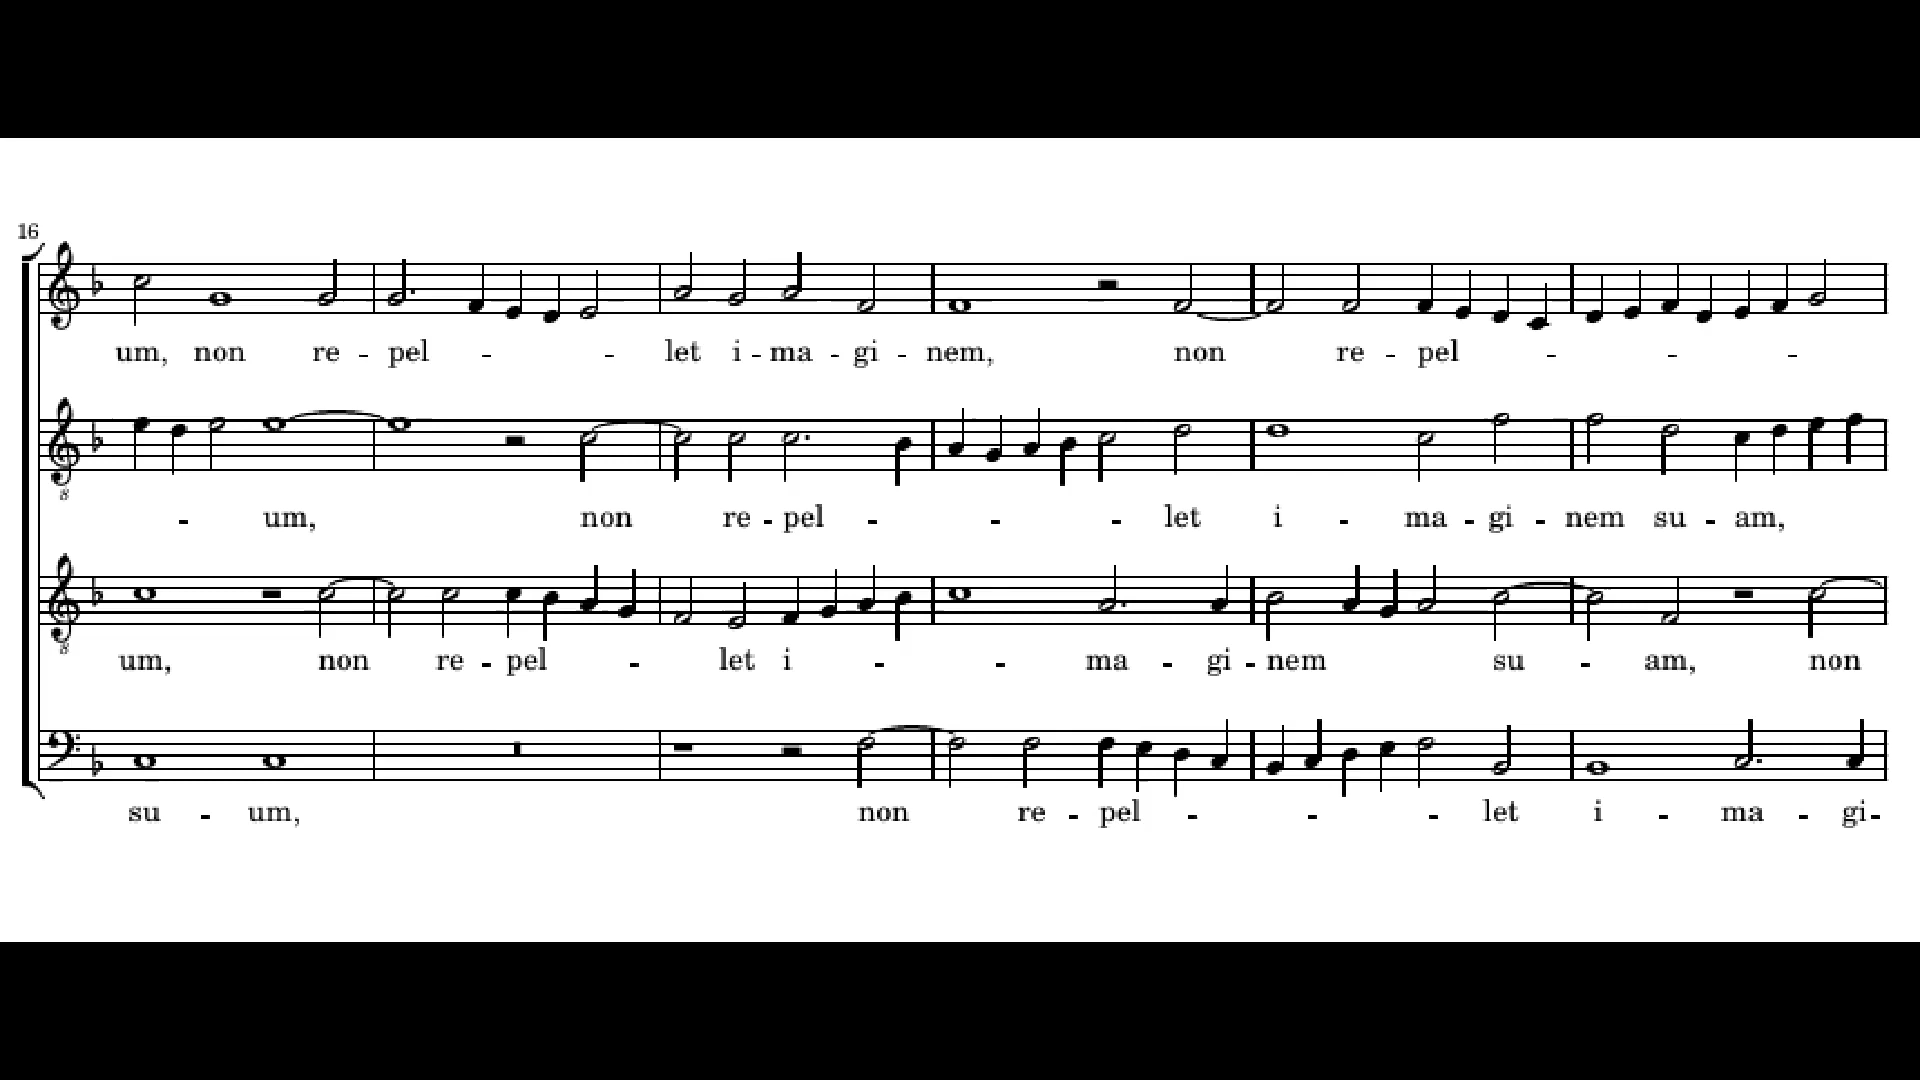 16
um, non re - pel - - let i - ma - gi - nem, non re - pel - - -
8
- um, non re - pel - - - let i - ma - gi - nem su - am,
8
um, non re - pel - let i - - ma - gi - nem su - am, non
su - um, non re - pel - - - let i - ma - gi -